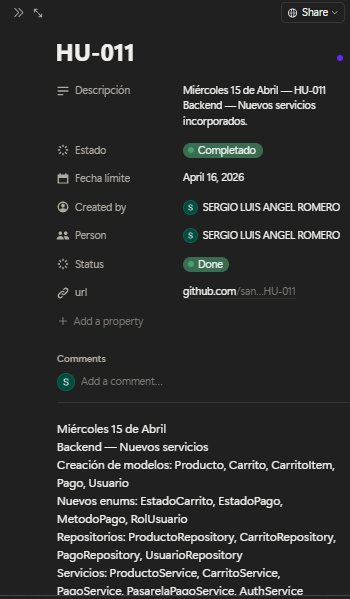 Share
HU-011
Descripción
Miércoles 15 de Abril — HU-011
Backend — Nuevos servicios
incorporados.
Estado
Completado
Fecha límite
April 16, 2026
Created by
S SERGIO LUIS ANGEL ROMERO
Person
S SERGIO LUIS ANGEL ROMERO
Status
Done
url
github.com/san...HU-011
+ Add a property
Comments
S Add a comment...
Miércoles 15 de Abril
Backend — Nuevos servicios
Creación de modelos: Producto, Carrito, CarritoItem,
Pago, Usuario
Nuevos enums: EstadoCarrito, EstadoPago,
MetodoPago, RolUsuario
Repositorios: ProductoRepository, CarritoRepository,
PagoRepository, UsuarioRepository
Servicios: ProductoService, CarritoService,
PagoService, PasarelaPagoService, AuthService